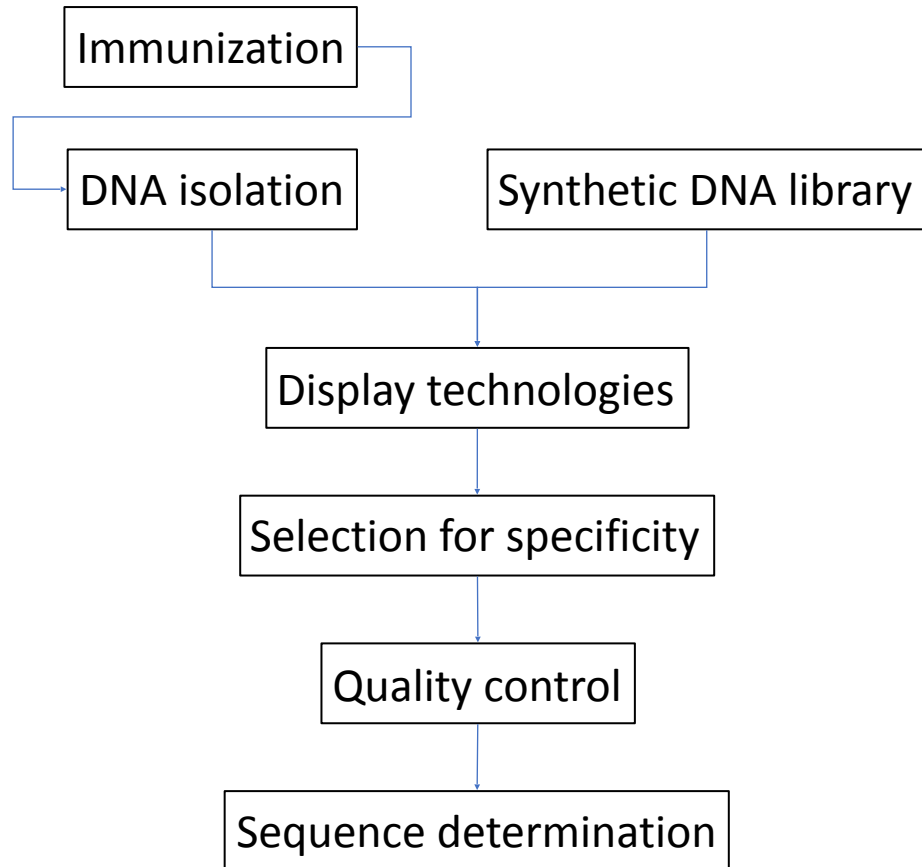 Immunization
DNA isolation
Synthetic DNA library
Display technologies
Selection for specificity
Quality control
Sequence determination